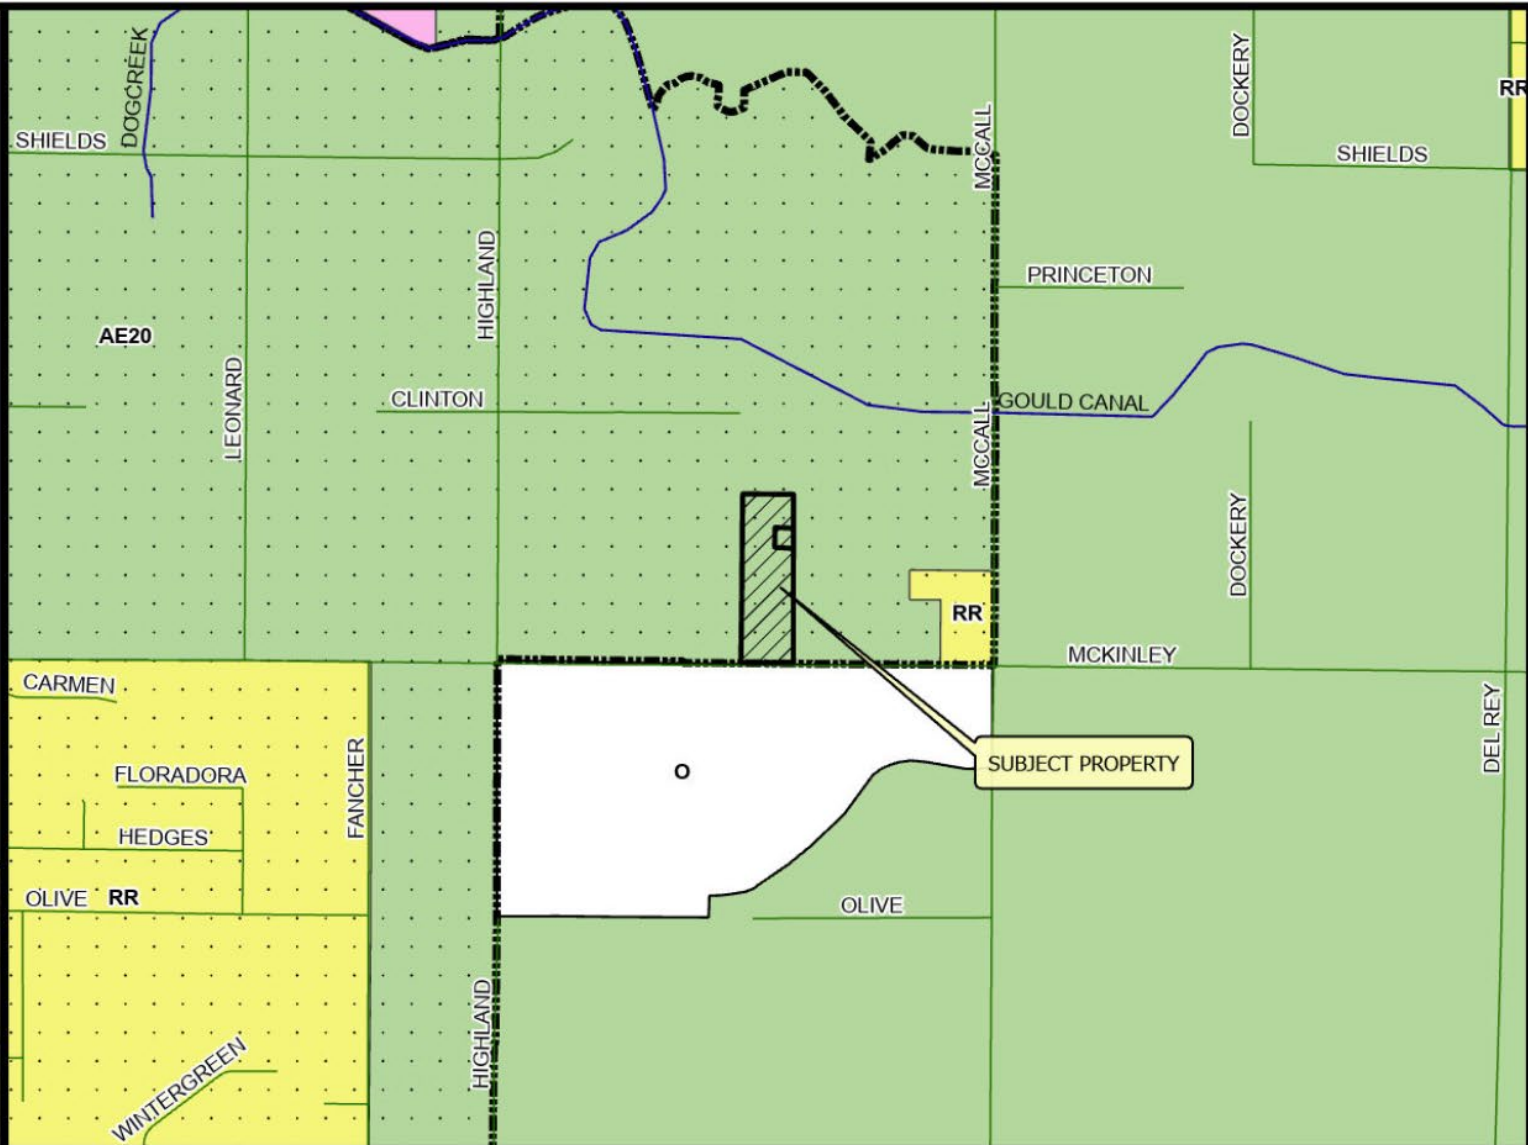 DOGCREEK
DOCKERY
RR
MCCALL
SHIELDS
SHIELDS
HIGHLAND
PRINCETON
AE20
LEONARD
CLINTON
GOULD CANAL
MCCALL
DOCKERY
RR
MCKINLEY
CARMEN
DEL REY
FLORADORA
FANCHER
O
SUBJECT PROPERTY
HEDGES
OLIVE RR
OLIVE
HIGHLAND
WINTERGREEN